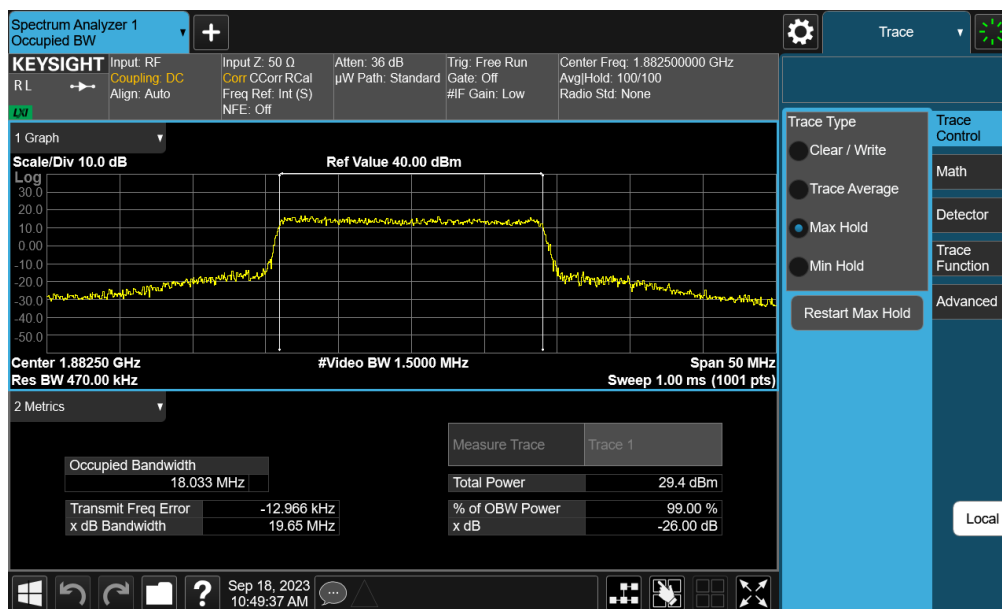 Spectrum Analyzer 1
Occupied BW
+
Trace
KEYSIGHT
R L
LXI
Input: RF
Coupling: DC
Align: Auto
Input Z: 50 Ω
Corr CCorr RCal
Freq Ref: Int (S)
NFE: Off
Atten: 36 dB
µW Path: Standard
Trig: Free Run
Gate: Off
#IF Gain: Low
Center Freq: 1.882500000 GHz
Avg|Hold: 100/100
Radio Std: None
1 Graph
Scale/Div 10.0 dB
Ref Value 40.00 dBm
Log
30.0
20.0
10.0
0.00
-10.0
-20.0
-30.0
-40.0
-50.0
Center 1.88250 GHz
#Video BW 1.5000 MHz
Span 50 MHz
Res BW 470.00 kHz
Sweep 1.00 ms (1001 pts)
2 Metrics
Measure Trace
Trace 1
Occupied Bandwidth
18.033 MHz
Total Power
29.4 dBm
Transmit Freq Error
-12.966 kHz
% of OBW Power
99.00 %
x dB Bandwidth
19.65 MHz
x dB
-26.00 dB
Trace Type
Clear / Write
Trace Average
Max Hold
Min Hold
Restart Max Hold
Trace
Control
Math
Detector
Trace
Function
Advanced
Local
?
Sep 18, 2023
10:49:37 AM